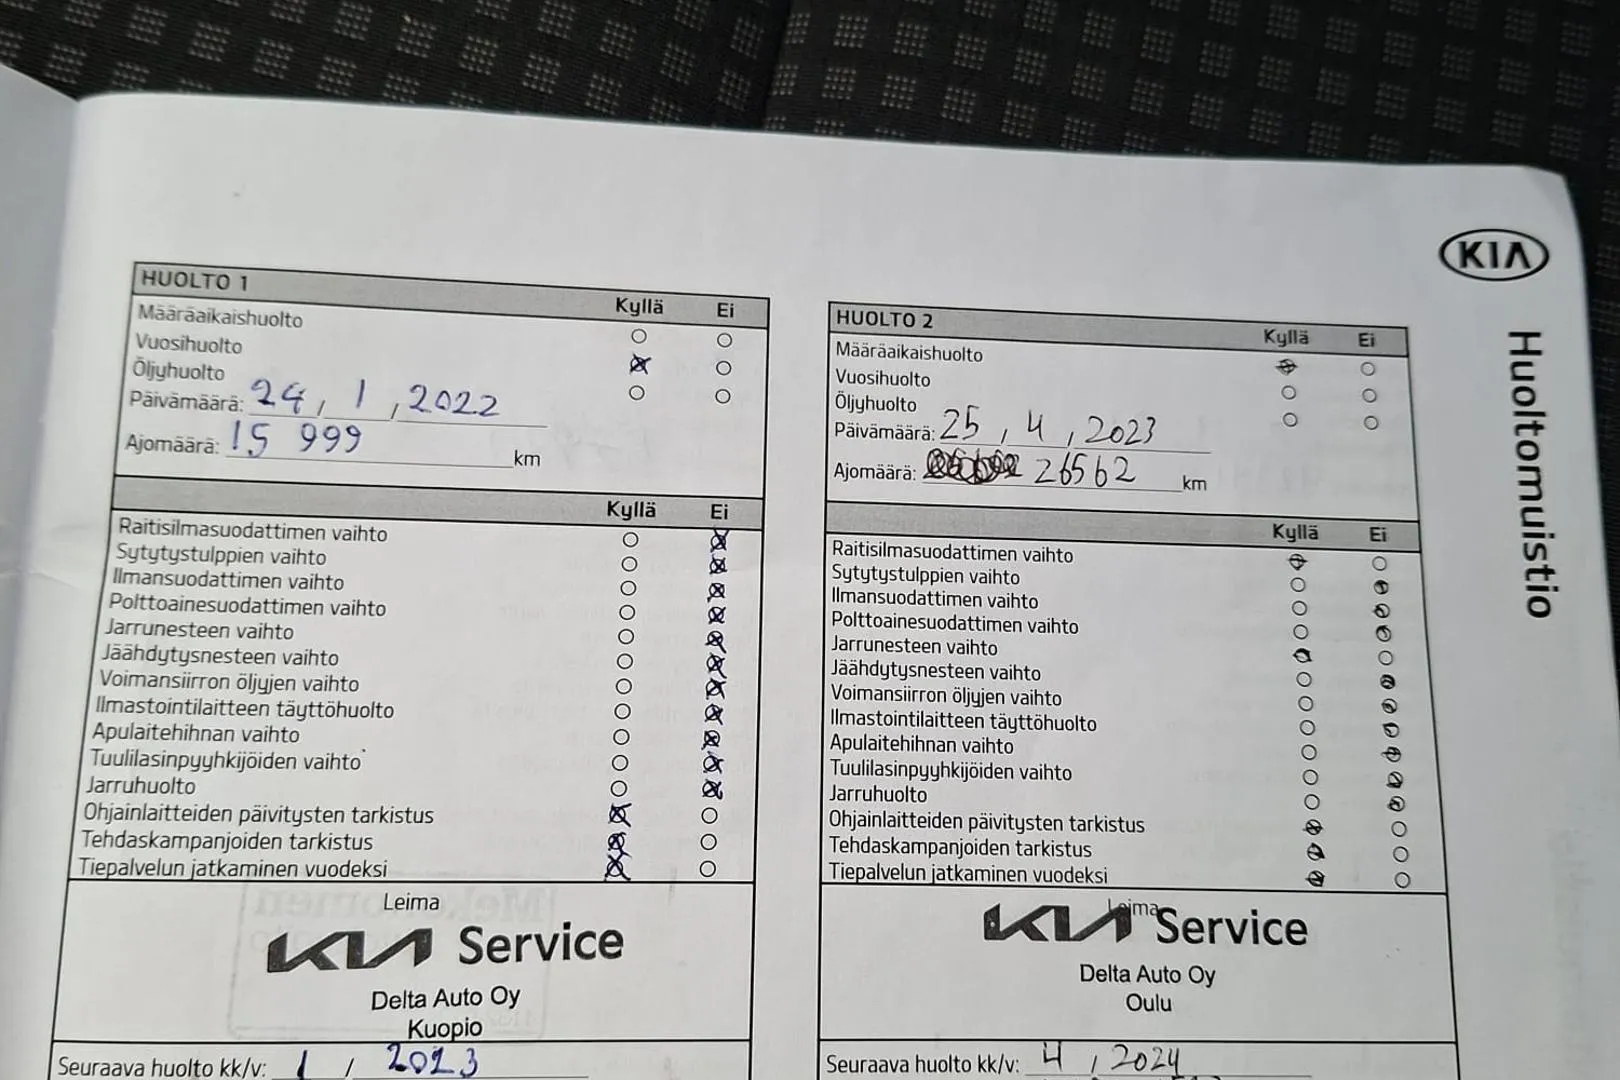 KIA
Huoltomuistio
HUOLTO 1
Kyllä Ei
Määräaikaishuolto
Vuosihuolto
Öljyhuolto
Päivämäärä: 24, 1, 2022
Ajomäärä: 15 999 km
Kyllä Ei
Raitisilmasuodattimen vaihto
Sytytystulppien vaihto
Ilmansuodattimen vaihto
Polttoainesuodattimen vaihto
Jarrunesteen vaihto
Jäähdytysnesteen vaihto
Voimansiirron öljyjen vaihto
Ilmastointilaitteen täyttöhuolto
Apulaitehihnan vaihto
Tuulilasinpyyhkijöiden vaihto
Jarruhuolto
Ohjainlaitteiden päivitysten tarkistus
Tehdaskampanjoiden tarkistus
Tiepalvelun jatkaminen vuodeksi
Leima
KIA Service
Delta Auto Oy
Kuopio
Seuraava huolto kk/v: 1 / 2023
HUOLTO 2
Kyllä Ei
Määräaikaishuolto
Vuosihuolto
Öljyhuolto
Päivämäärä: 25, 4, 2023
Ajomäärä: 26562 km
Kyllä Ei
Raitisilmasuodattimen vaihto
Sytytystulppien vaihto
Ilmansuodattimen vaihto
Polttoainesuodattimen vaihto
Jarrunesteen vaihto
Jäähdytysnesteen vaihto
Voimansiirron öljyjen vaihto
Ilmastointilaitteen täyttöhuolto
Apulaitehihnan vaihto
Tuulilasinpyyhkijöiden vaihto
Jarruhuolto
Ohjainlaitteiden päivitysten tarkistus
Tehdaskampanjoiden tarkistus
Tiepalvelun jatkaminen vuodeksi
Leima
KIA Service
Delta Auto Oy
Oulu
Seuraava huolto kk/v: 4 / 2024